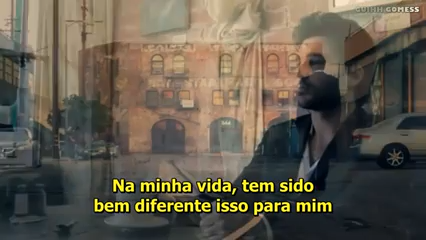 Na minha vida, tem sido
bem diferente isso para mim